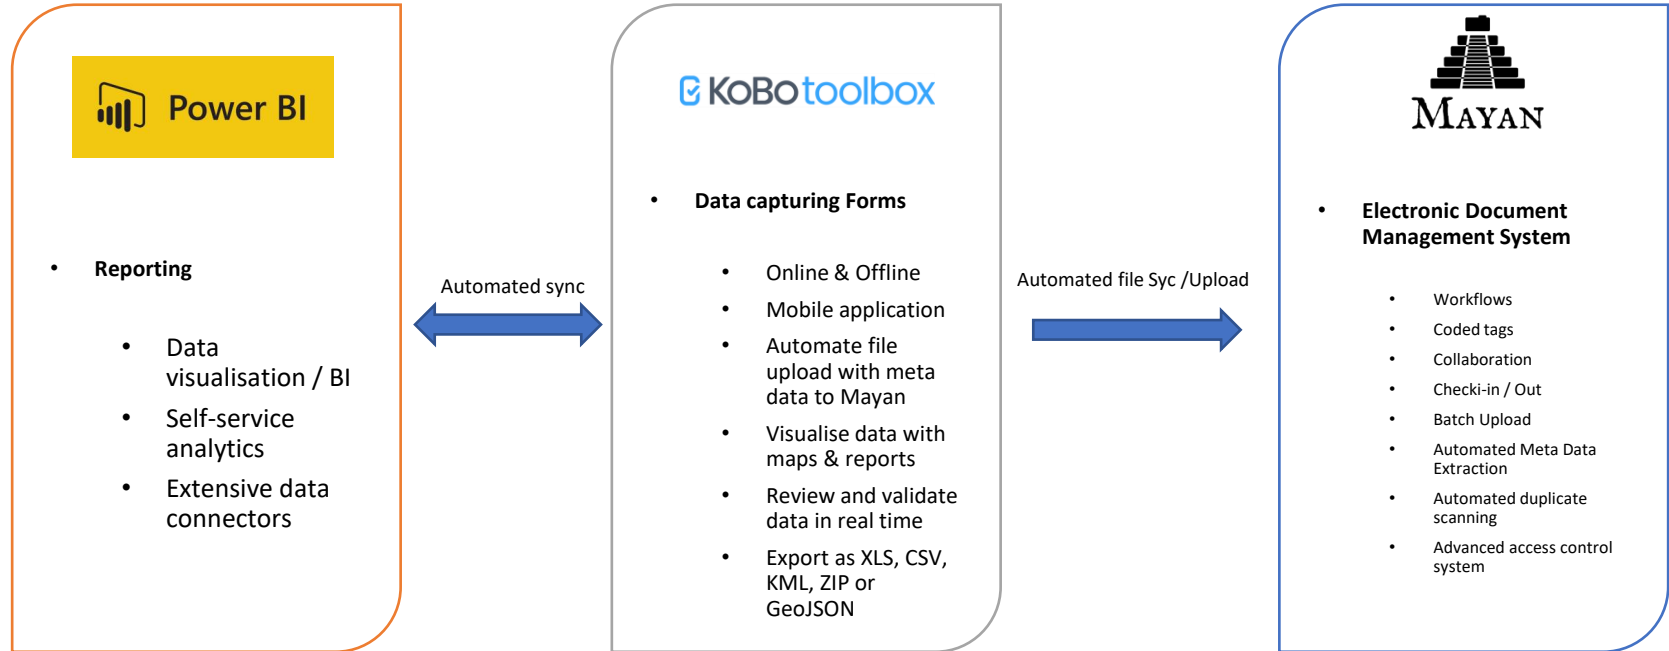 Power BI
• Reporting
• Data
visualisation / BI
• Self-service
analytics
• Extensive data
connectors
Automated sync
KoBotoolbox
• Data capturing Forms
• Online & Offline
• Mobile application
• Automate file
upload with meta
data to Mayan
• Visualise data with
maps & reports
• Review and validate
data in real time
• Export as XLS, CSV,
KML, ZIP or
GeoJSON
Automated file Syc /Upload
MAYAN
• Electronic Document
Management System
• Workflows
• Coded tags
• Collaboration
• Checki-in / Out
• Batch Upload
• Automated Meta Data
Extraction
• Automated duplicate
scanning
• Advanced access control
system